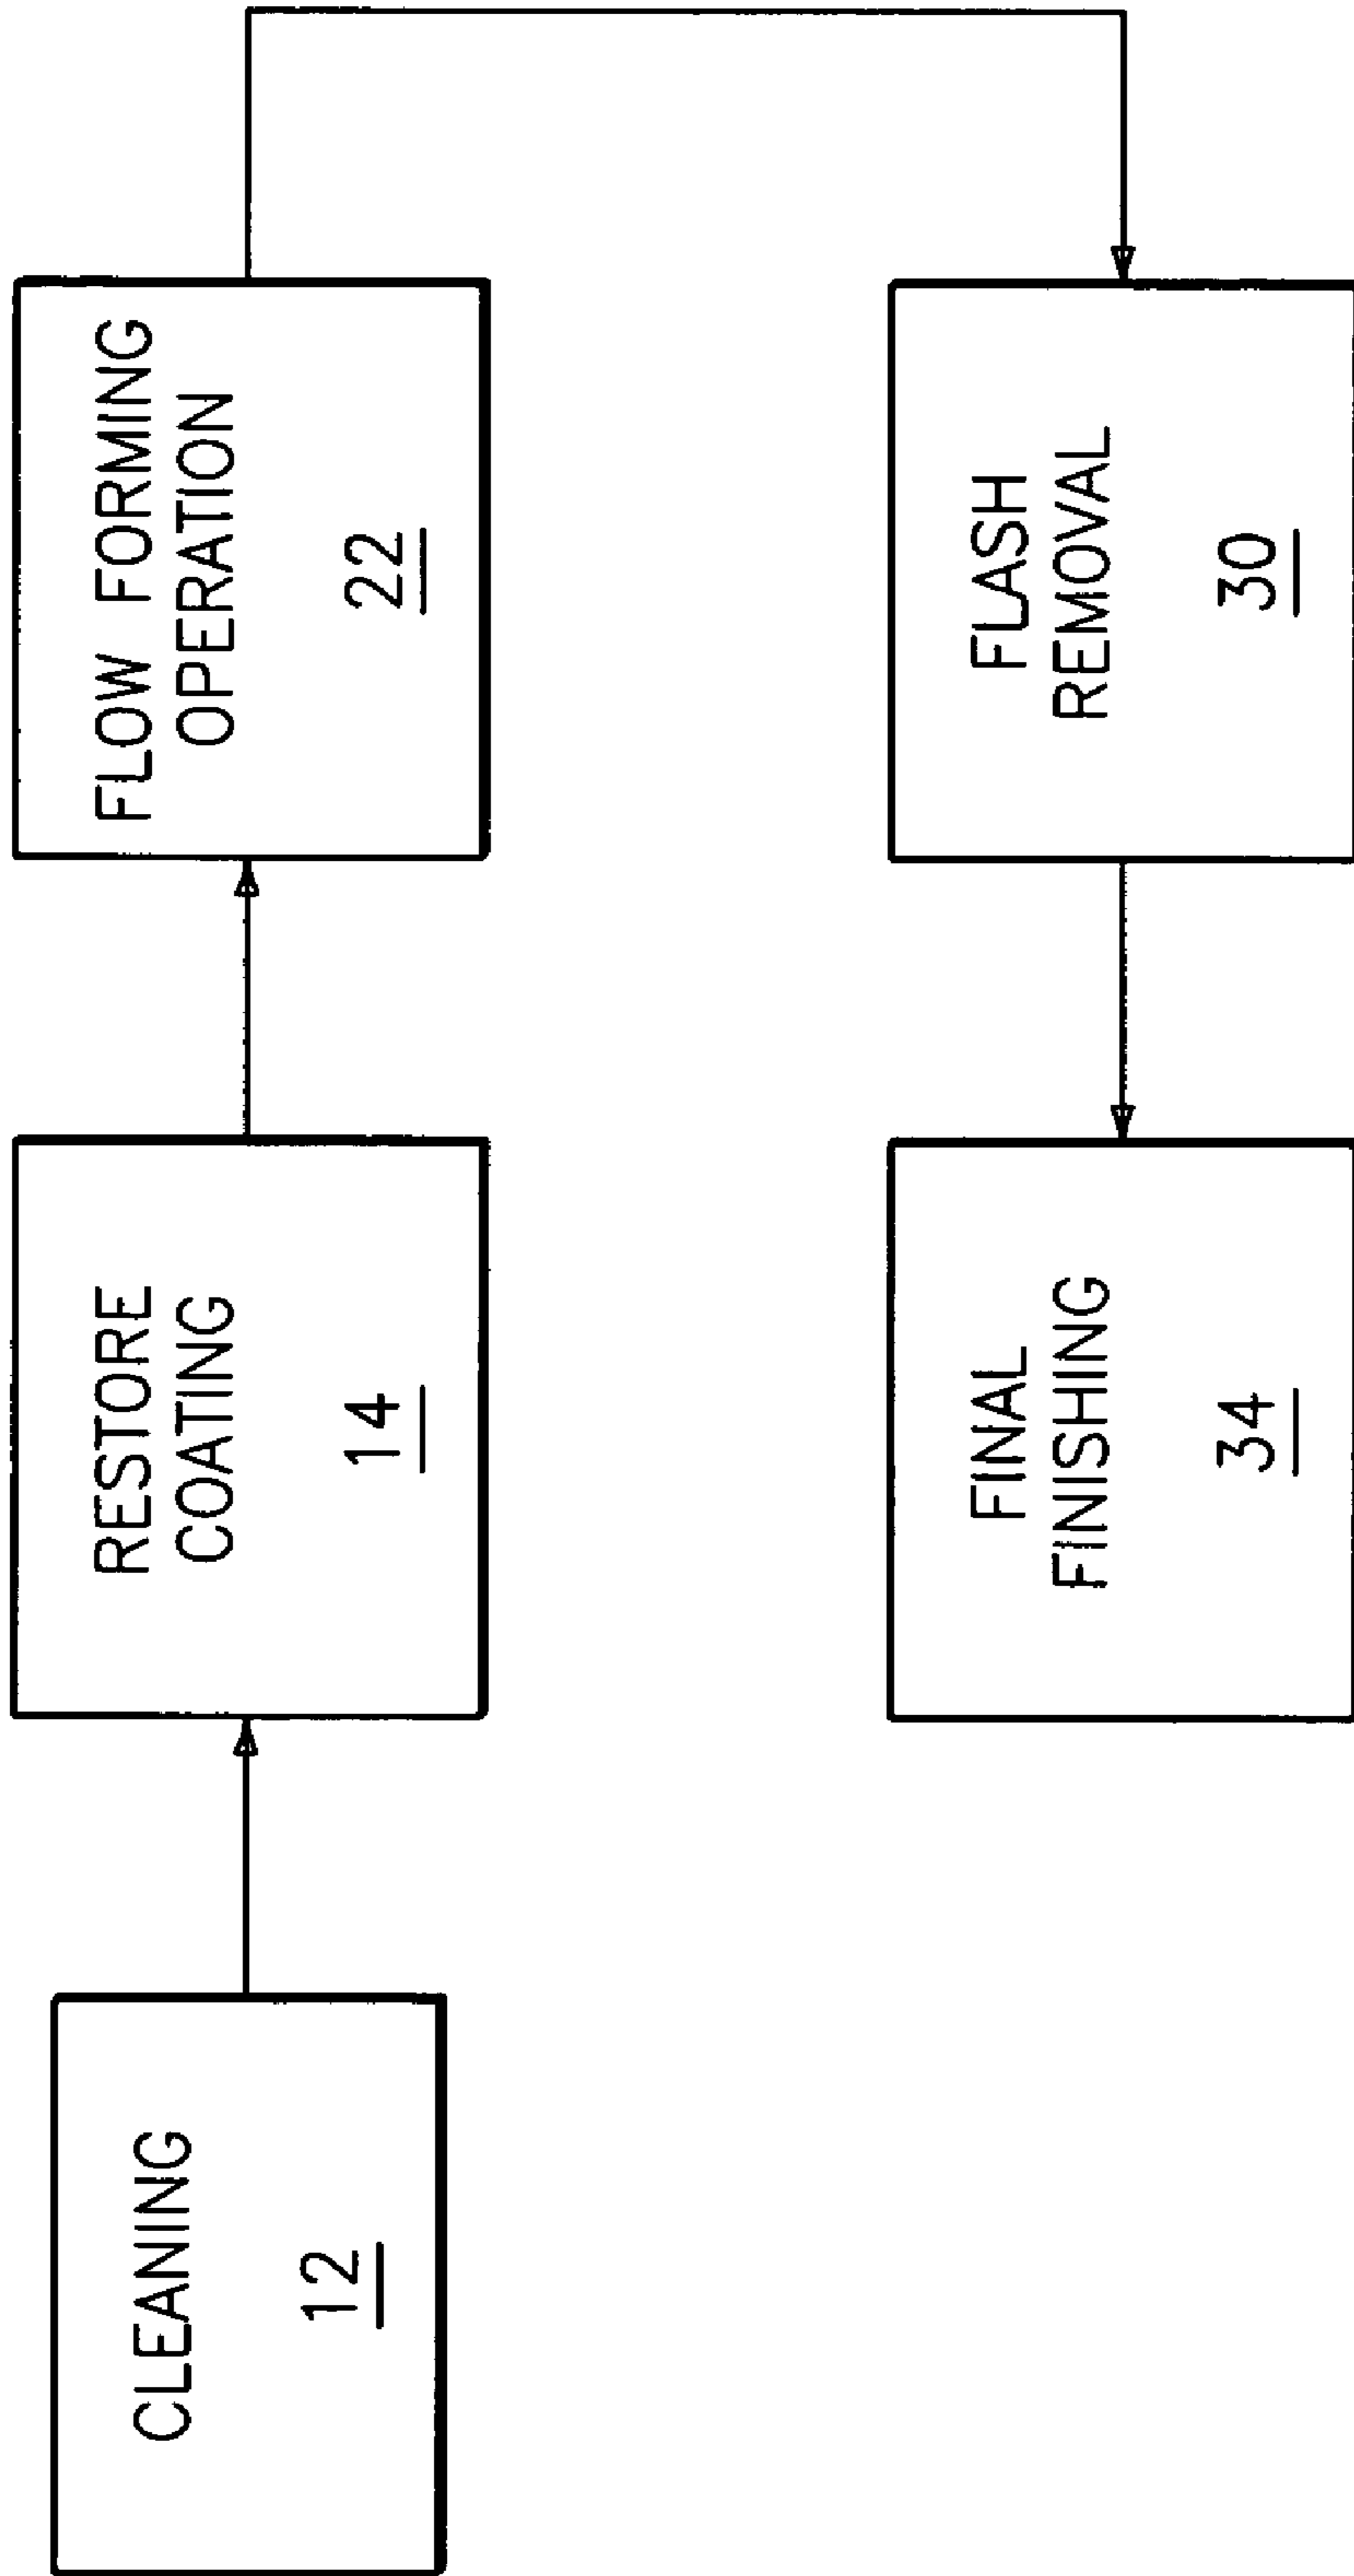 CLEANING
12
RESTORE
COATING
14
FLOW FORMING
OPERATION
22
FLASH
REMOVAL
30
FINAL
FINISHING
34